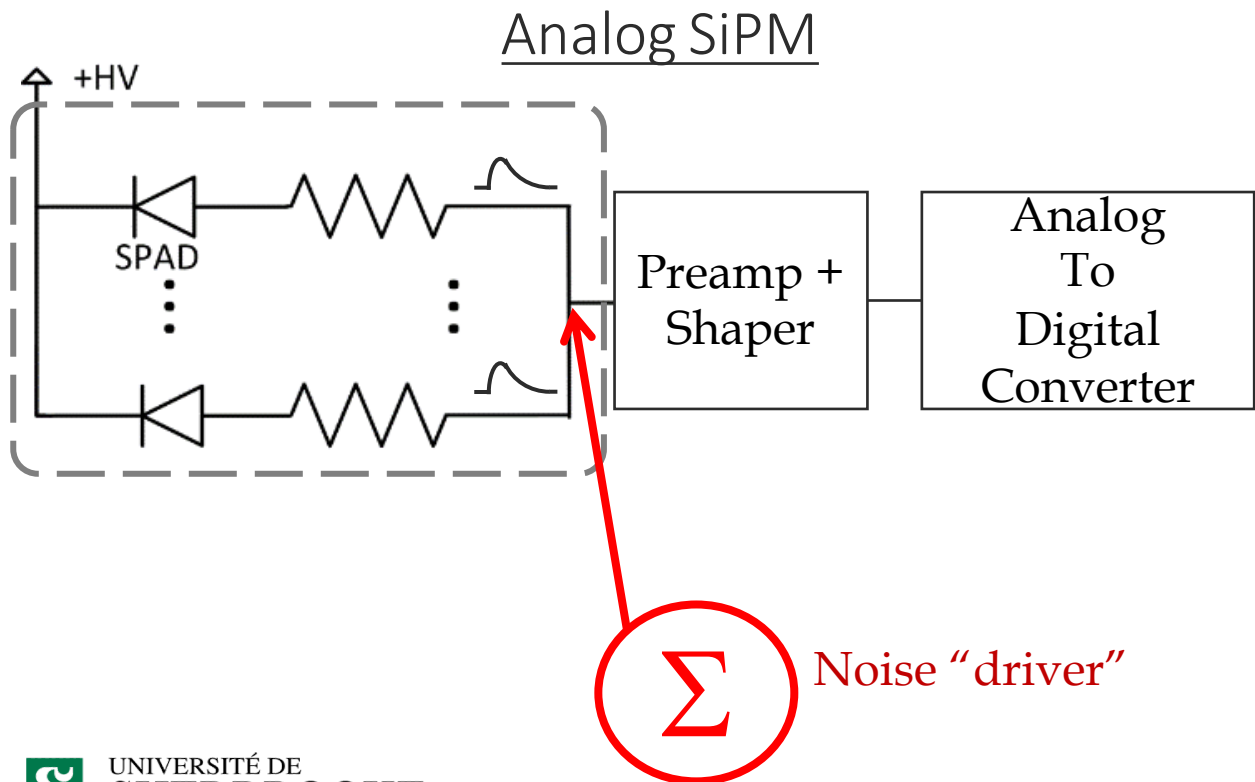 Analog SiPM
+HV
SPAD
Preamp +
Shaper
Analog
To
Digital
Converter
Σ
Noise “driver”
UNIVERSITÉ DE